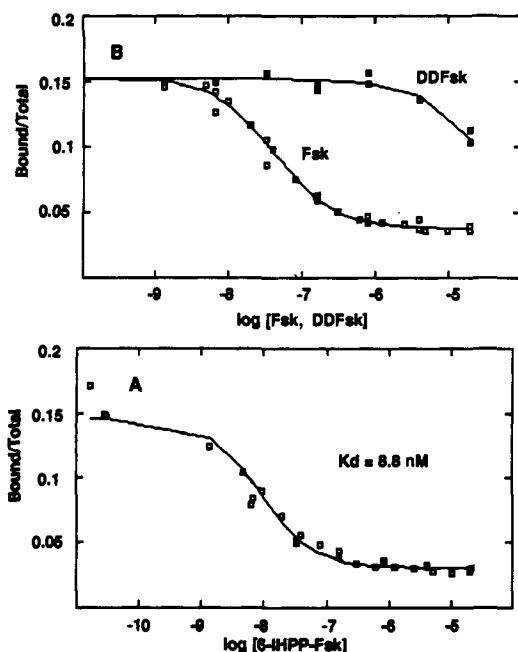 0.2
B
DDFsk
0.15
Bound/Total
0.1
Fsk
0.05
-9 -8 -7 -6 -5
log [Fsk, DDFsk]
0.2
A
0.15
Bound/Total
Kd = 8.8 nM
0.1
0.05
-10 -9 -8 -7 -6 -5
log [6-IHPP-Fsk]